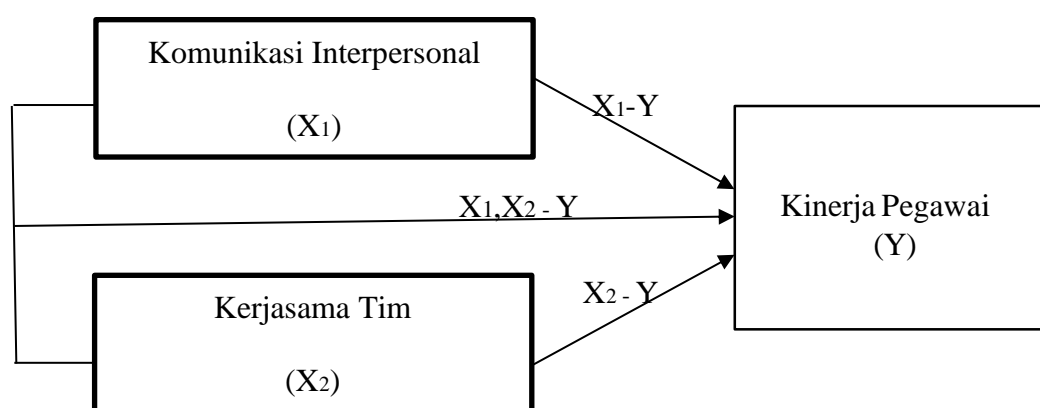 Komunikasi Interpersonal
(X1)
X1-Y
X1,X2 - Y
Kinerja Pegawai
(Y)
X2 - Y
Kerjasama Tim
(X2)